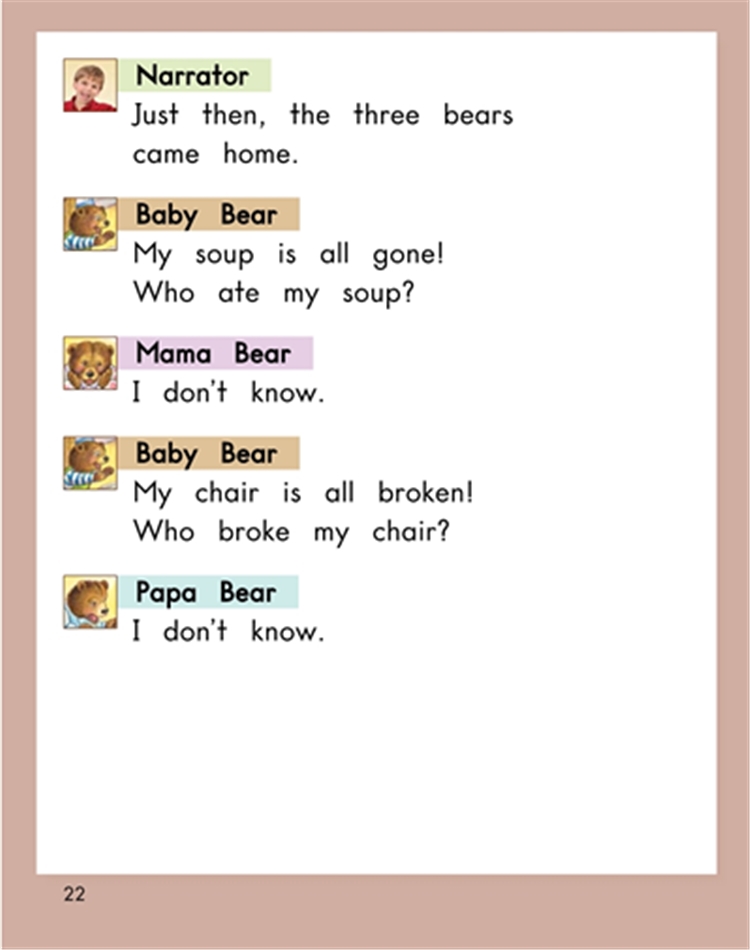 Narrator
Just then, the three bears
came home.
Baby Bear
My soup is all gone!
Who ate my soup?
Mama Bear
I don't know.
Baby Bear
My chair is all broken!
Who broke my chair?
Papa Bear
I don't know.
22